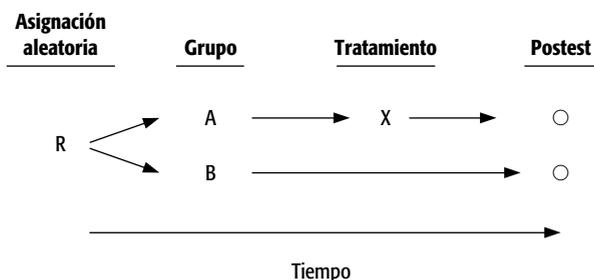 Asignación
aleatoria Grupo Tratamiento Postest
A X
R
B
Tiempo